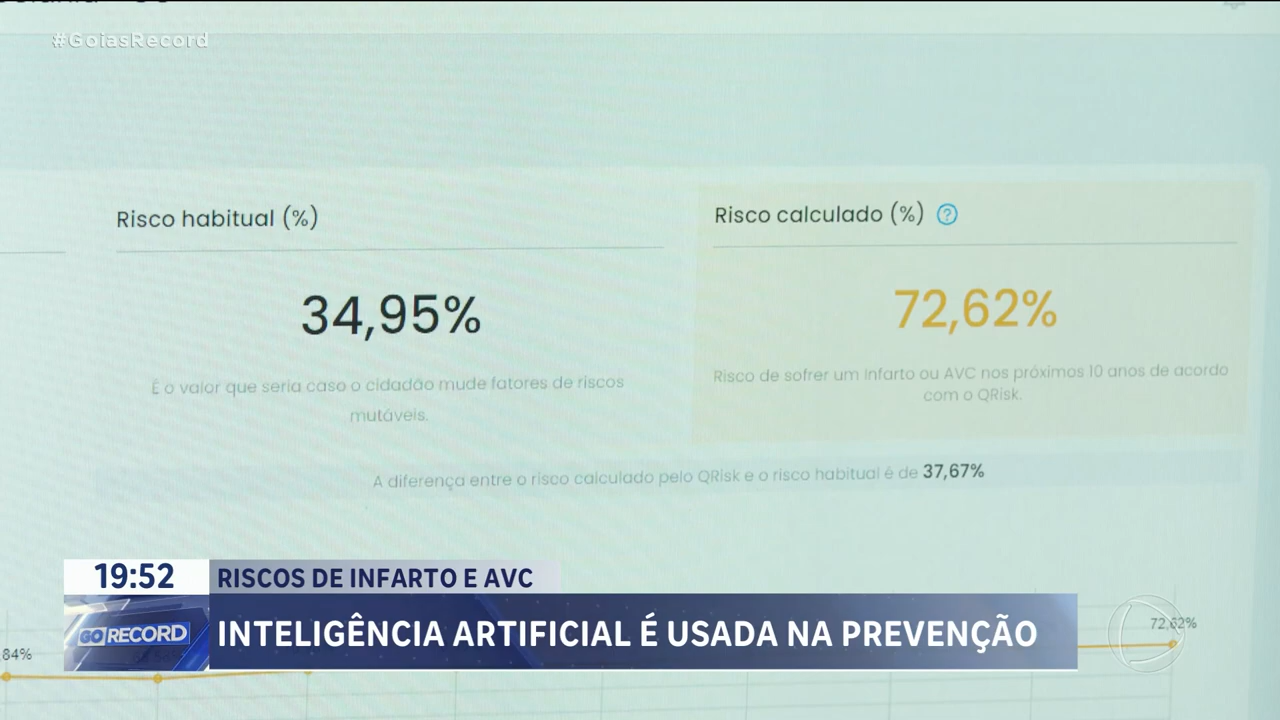 #GoiasRecord
Risco habitual (%)
Risco calculado (%) ?
34,95%
72,62%
É o valor que seria caso o cidadão mude fatores de riscos
mutáveis.
Risco de sofrer um Infarto ou AVC nos próximos 10 anos de acordo
com o QRisk.
A diferença entre o risco calculado pelo QRisk e o risco habitual é de 37,67%
19:52
RISCOS DE INFARTO E AVC
GO RECORD
INTELIGÊNCIA ARTIFICIAL É USADA NA PREVENÇÃO
84%
72,62%